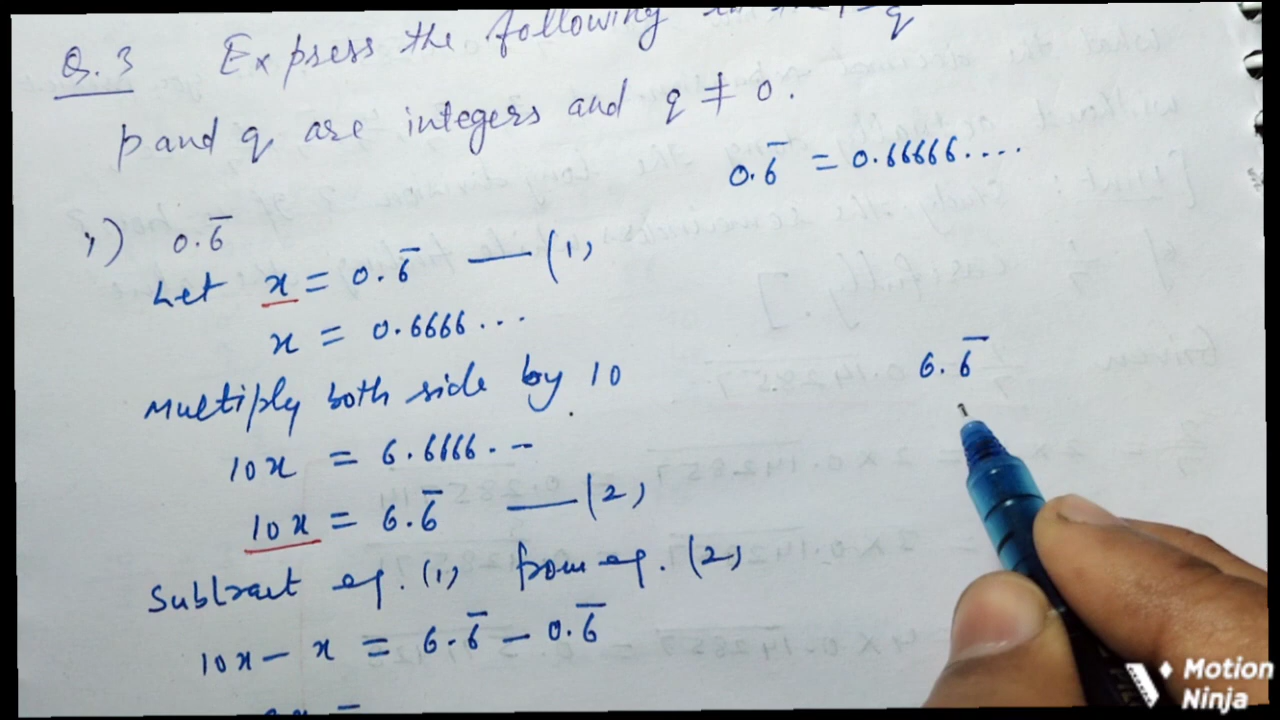 Q.3 Express the following in the
p and q are integers and q ≠ 0.
0.6̅ = 0.66666....
i) 0.6̅
Let x = 0.6̅ —(1)
x = 0.6666...
Multiply both side by 10
6.6̅
10x = 6.6666.--
10x = 6.6̅ —(2)
Subtract eq. (1) from eq. (2)
10x - x = 6.6̅ - 0.6̅
Motion
Ninja